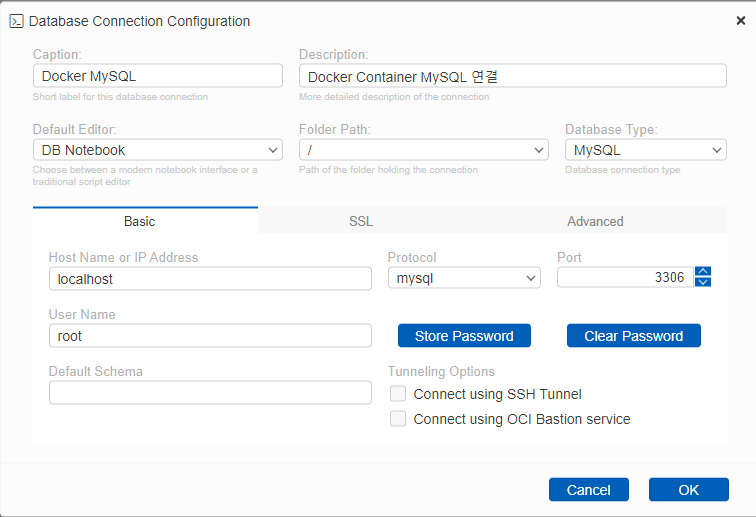 Database Connection Configuration
Caption:
Description:
Docker MySQL
Docker Container MySQL 연결
Short label for this database connection
More detailed description of the connection
Default Editor:
Folder Path:
Database Type:
DB Notebook
/
MySQL
Choose between a modern notebook interface or a
traditional script editor
Path of the folder holding the connection
Database connection type
Basic
SSL
Advanced
Host Name or IP Address
Protocol
Port
localhost
mysql
3306
User Name
root
Store Password
Clear Password
Default Schema
Tunneling Options
Connect using SSH Tunnel
Connect using OCI Bastion service
Cancel
OK